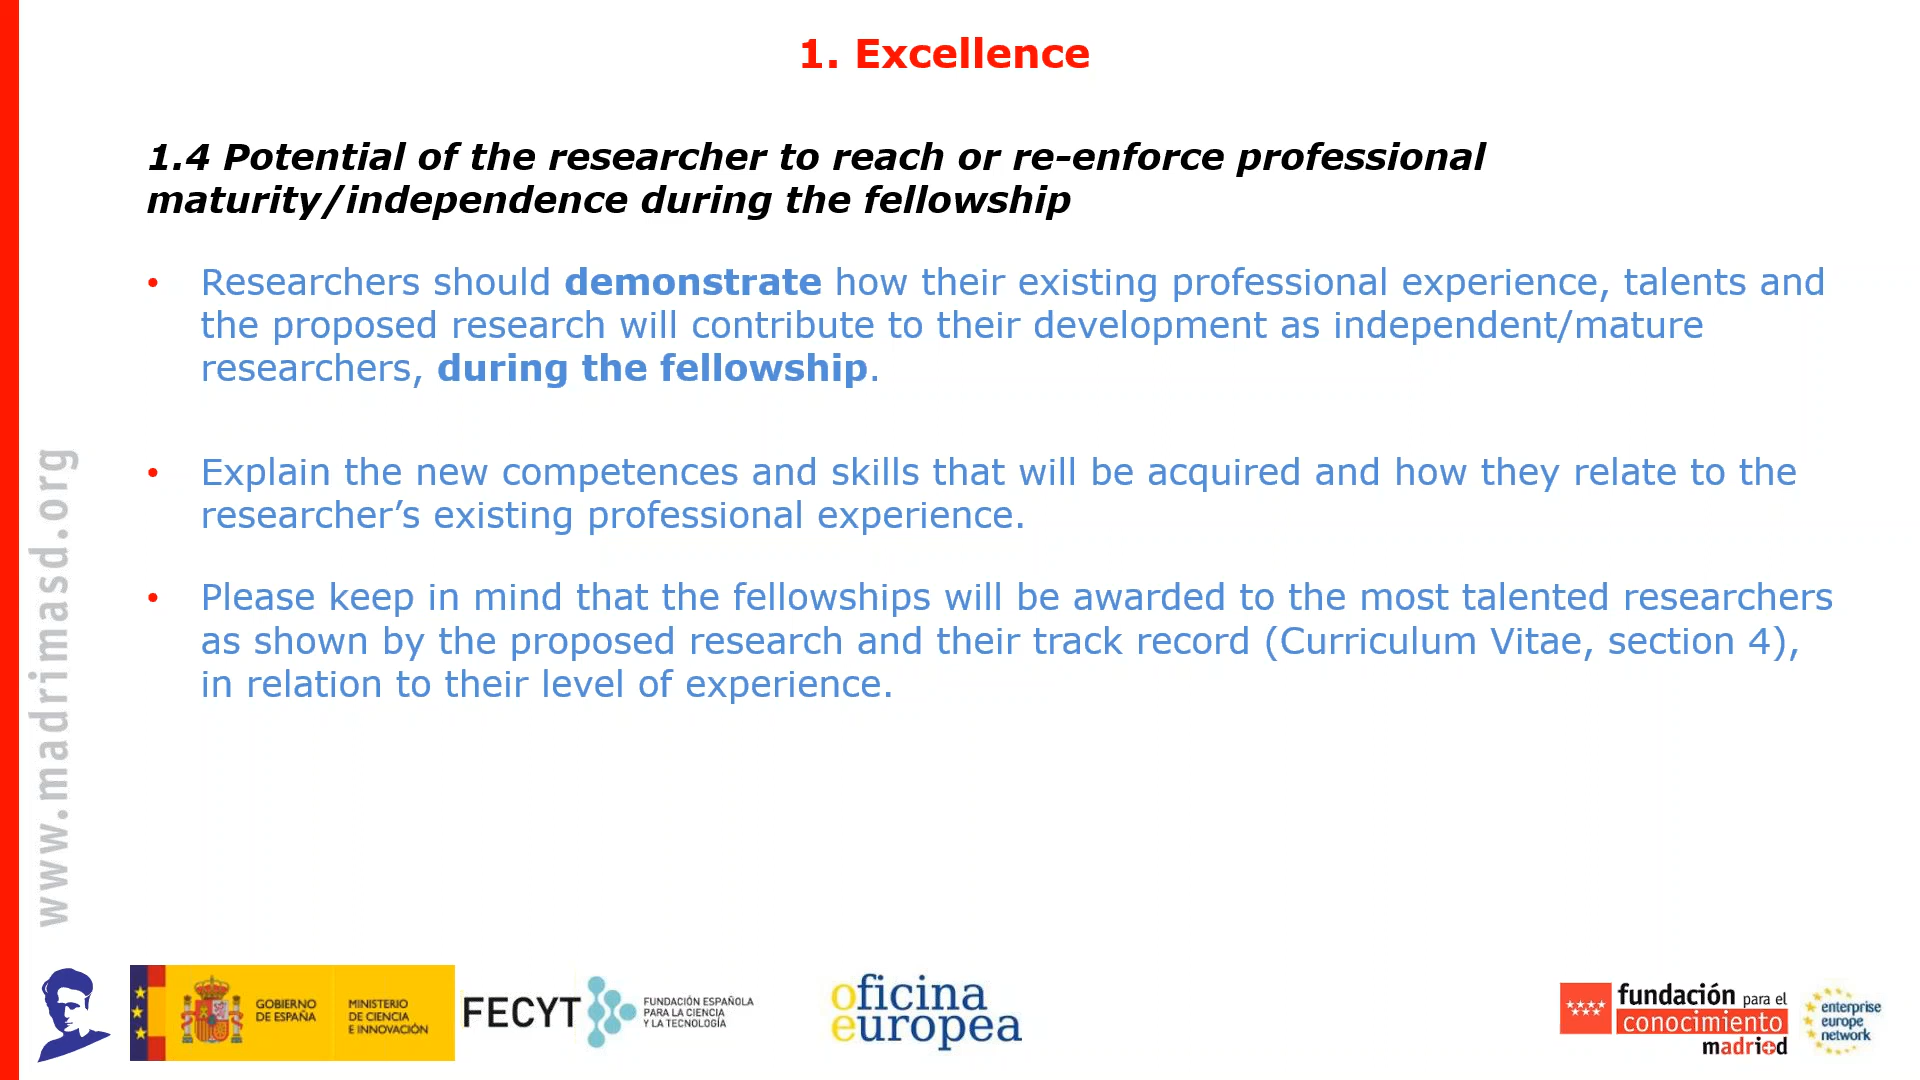 1. Excellence
1.4 Potential of the researcher to reach or re-enforce professional
maturity/independence during the fellowship
• Researchers should demonstrate how their existing professional experience, talents and
the proposed research will contribute to their development as independent/mature
researchers, during the fellowship.
• Explain the new competences and skills that will be acquired and how they relate to the
researcher’s existing professional experience.
• Please keep in mind that the fellowships will be awarded to the most talented researchers
as shown by the proposed research and their track record (Curriculum Vitae, section 4),
in relation to their level of experience.
www.madrimasd.org
GOBIERNO
DE ESPAÑA
MINISTERIO
DE CIENCIA
E INNOVACIÓN
FECYT
FUNDACIÓN ESPAÑOLA
PARA LA CIENCIA
Y LA TECNOLOGÍA
oficina
europea
fundación para el
conocimiento
madri+d
enterprise
europe
network